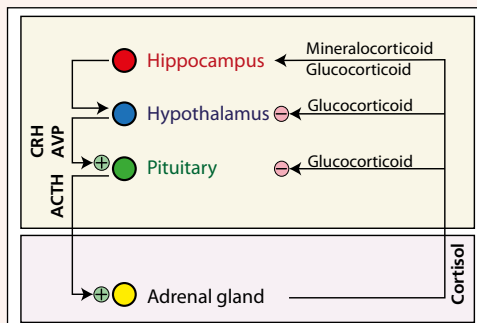 Mineralocorticoid
Hippocampus
Glucocorticoid
Hypothalamus
−
Glucocorticoid
CRH
AVP
+
Pituitary
−
Glucocorticoid
ACTH
+
Adrenal gland
Cortisol